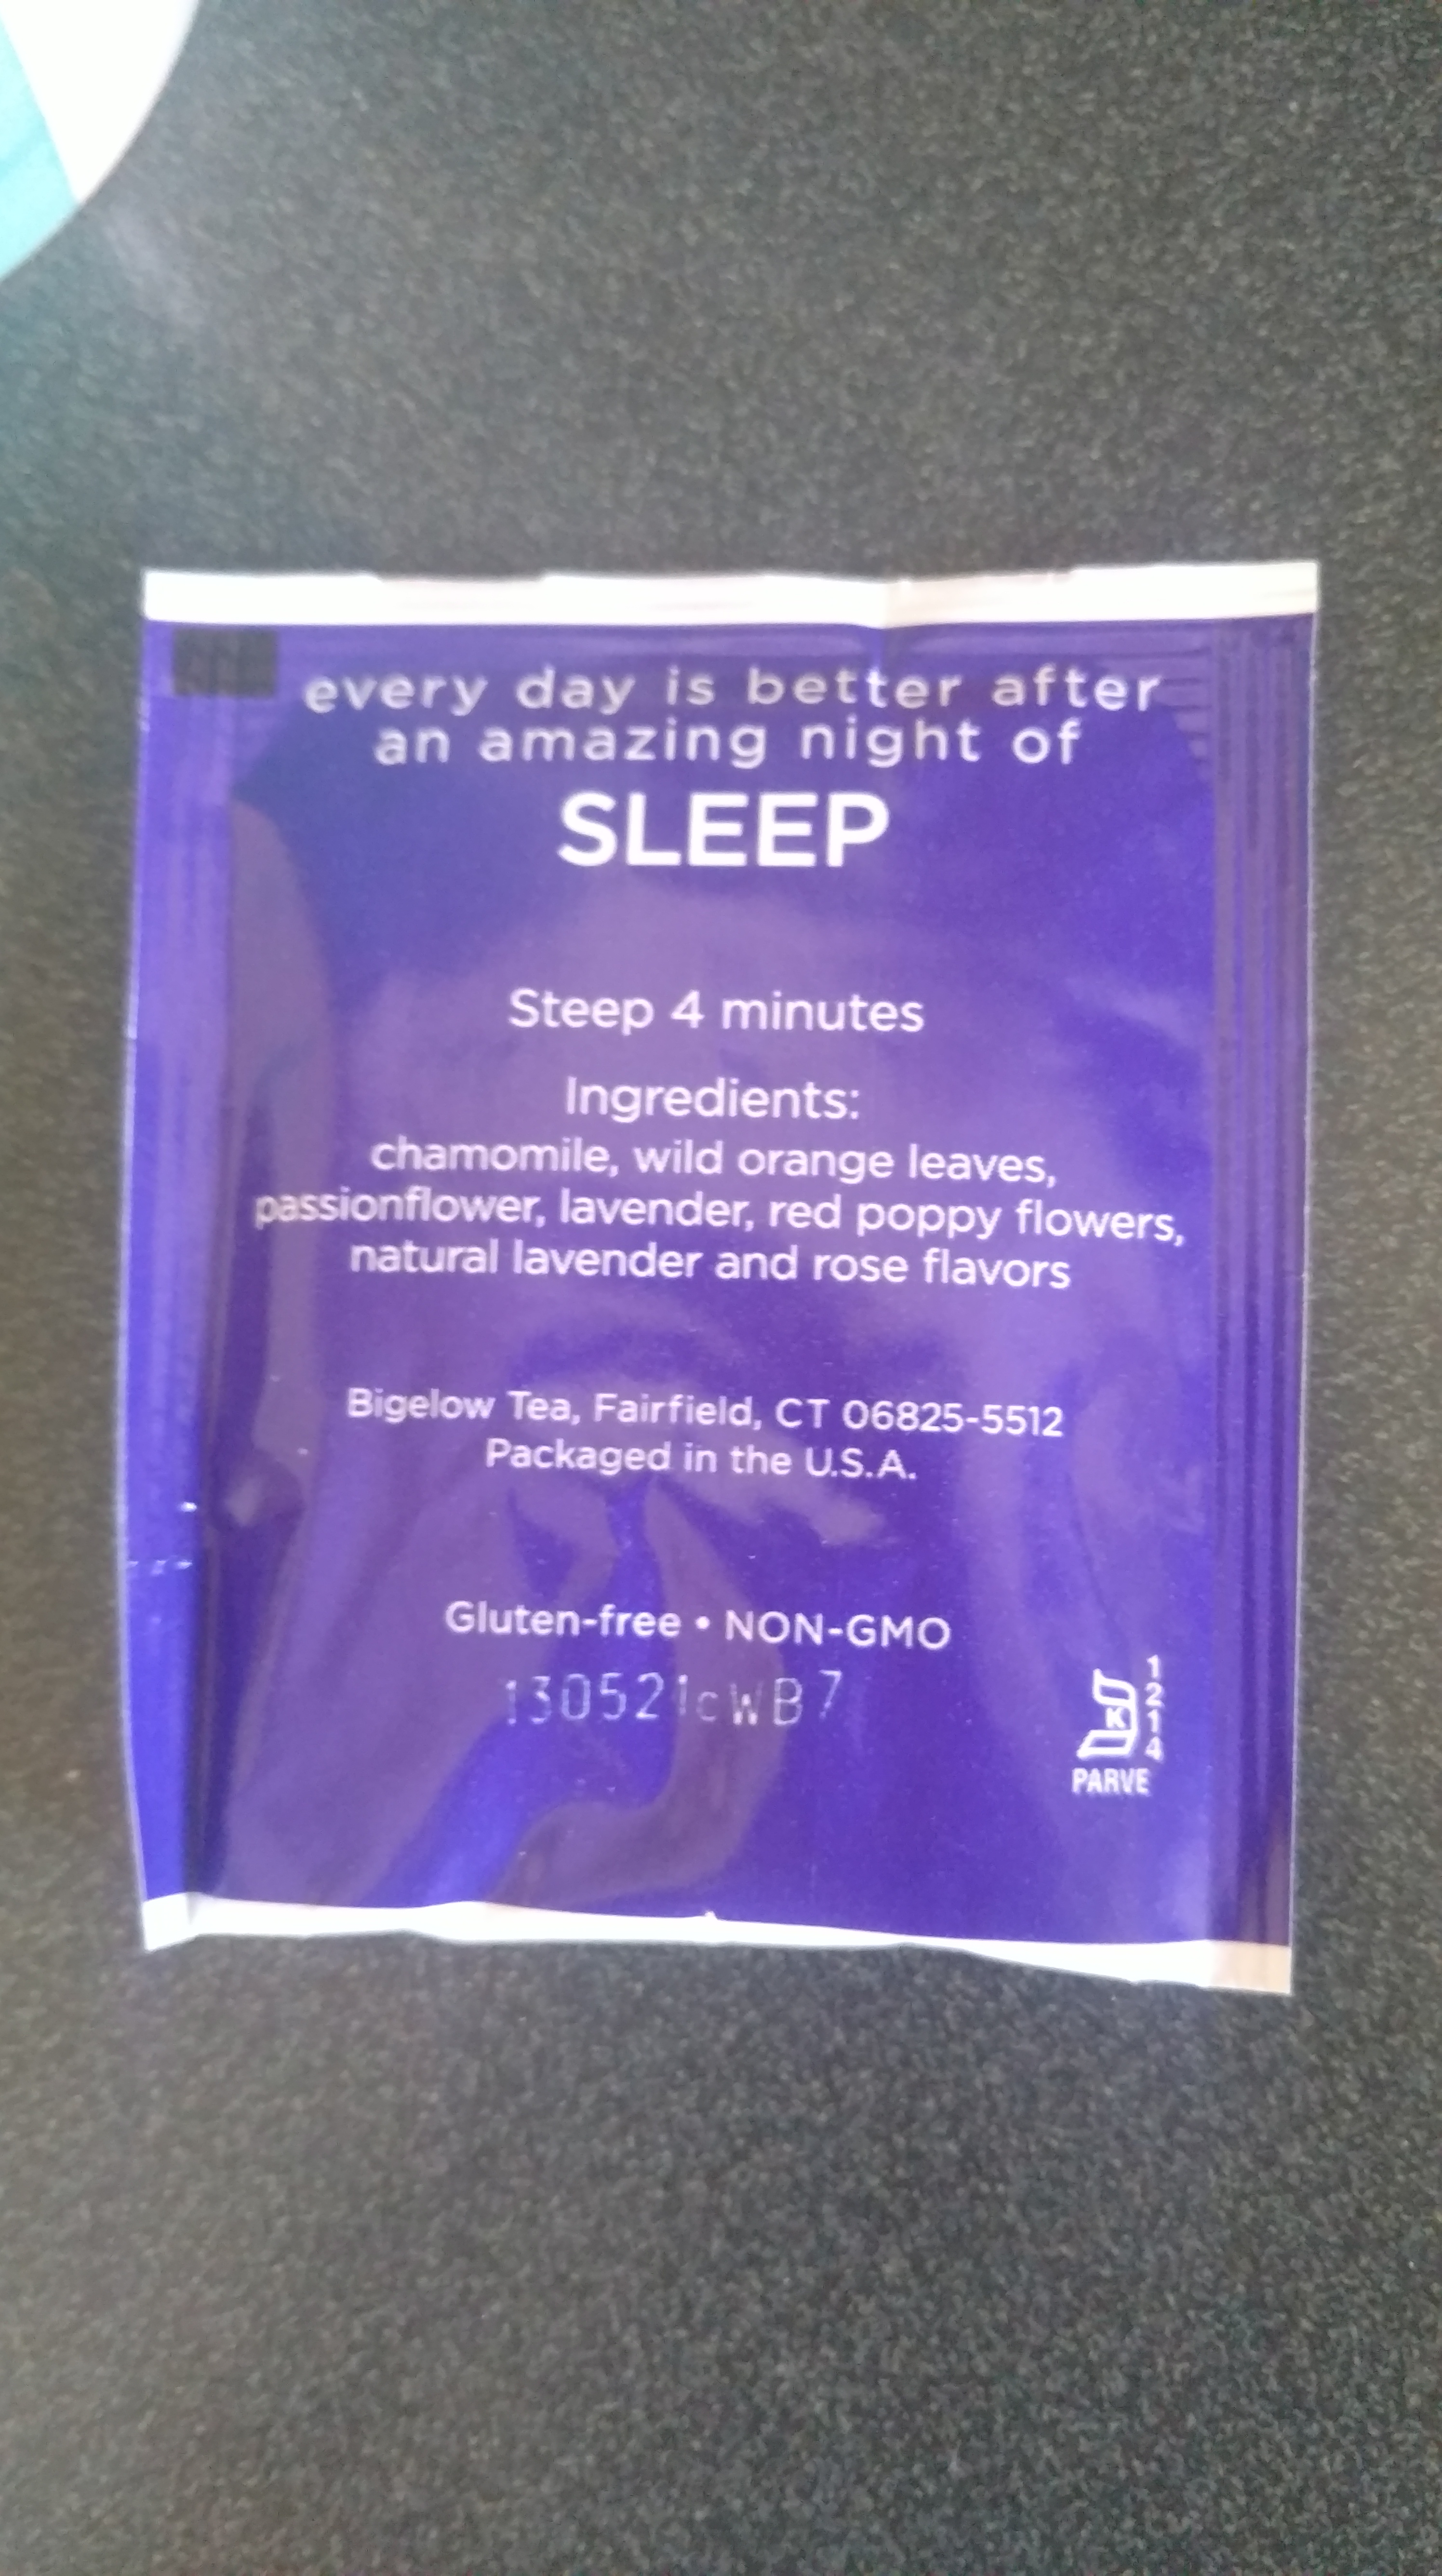 every day is better after
an amazing night of
SLEEP
Steep 4 minutes
Ingredients:
chamomile, wild orange leaves,
passionflower, lavender, red poppy flowers,
natural lavender and rose flavors
Bigelow Tea, Fairfield, CT 06825-5512
Packaged in the U.S.A.
Gluten-free • NON-GMO
130521cWB7
K
1214
PARVE